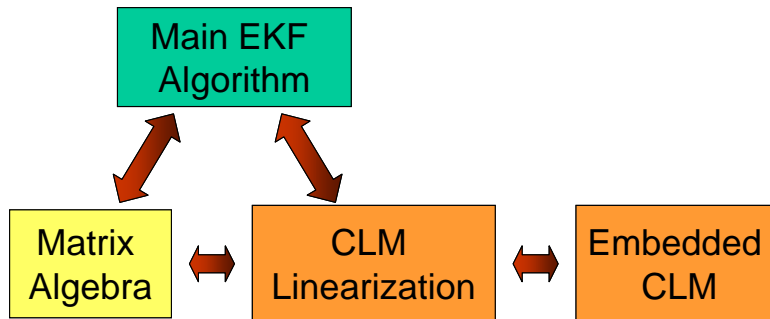 Main EKF
Algorithm
Matrix
Algebra
CLM
Linearization
Embedded
CLM